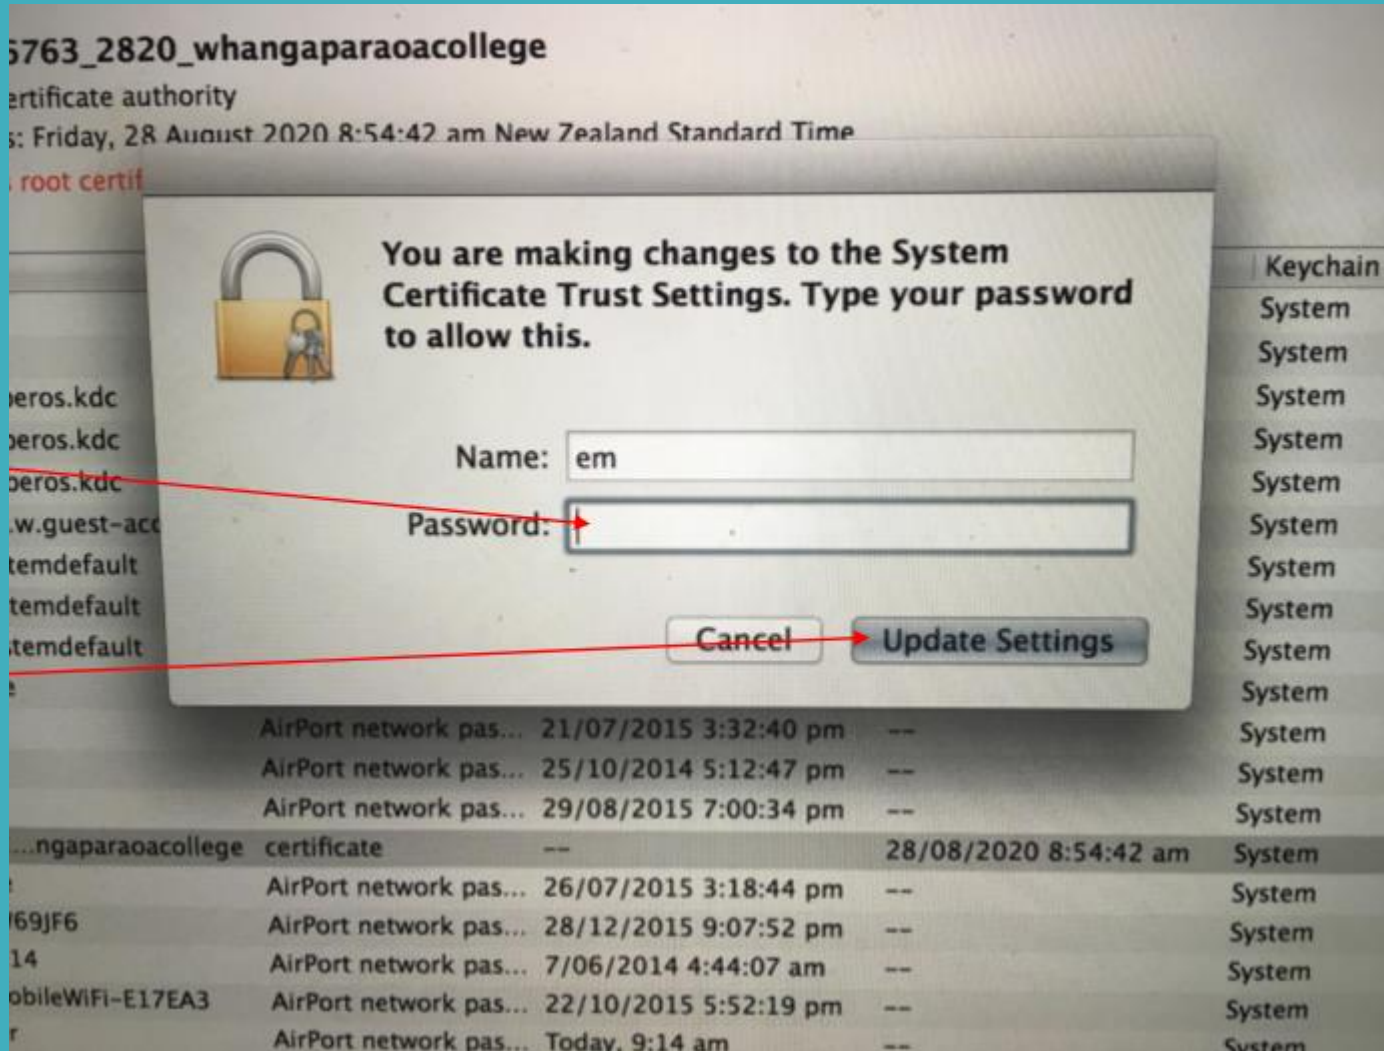 5763_2820_whangaparaoacollege
ertificate authority
s: Friday, 28 August 2020 8:54:42 am New Zealand Standard Time
root certif
You are making changes to the System
Certificate Trust Settings. Type your password
to allow this.
Name: em
Password:
Cancel Update Settings
Keychain
System
System
eros.kdc System
eros.kdc System
beros.kdc System
.w.guest-acc System
temdefault System
temdefault System
temdefault System
System
AirPort network pas... 21/07/2015 3:32:40 pm -- System
AirPort network pas... 25/10/2014 5:12:47 pm -- System
AirPort network pas... 29/08/2015 7:00:34 pm -- System
...ngaparaoacollege certificate -- 28/08/2020 8:54:42 am System
AirPort network pas... 26/07/2015 3:18:44 pm -- System
69JF6 AirPort network pas... 28/12/2015 9:07:52 pm -- System
14 AirPort network pas... 7/06/2014 4:44:07 am -- System
obileWiFi-E17EA3 AirPort network pas... 22/10/2015 5:52:19 pm -- System
r AirPort network pas... Today, 9:14 am -- System